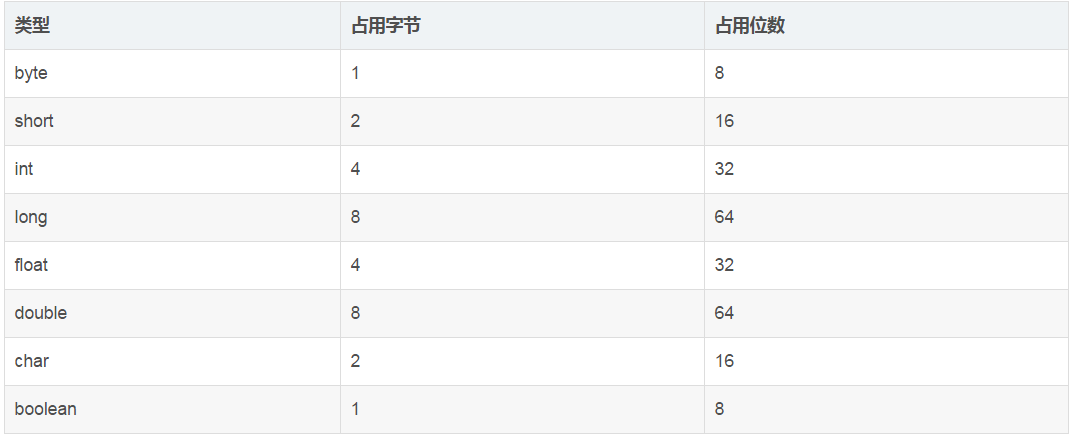 类型 占用字节 占用位数
byte 1 8
short 2 16
int 4 32
long 8 64
float 4 32
double 8 64
char 2 16
boolean 1 8